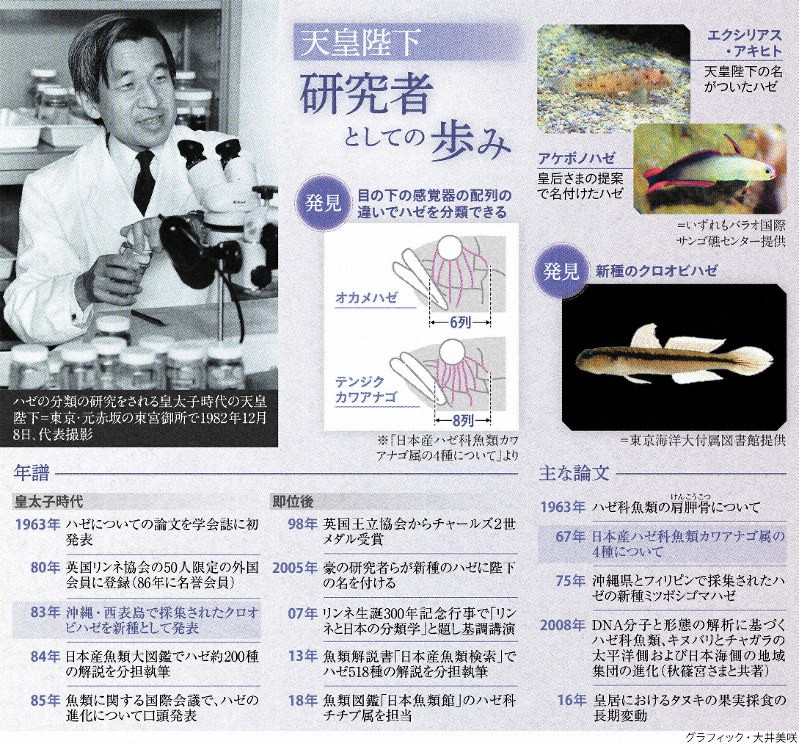 天皇陛下
研究者
としての歩み
エクシリアス
・アキヒト
天皇陛下の名
がついたハゼ
アケボノハゼ
皇后さまの提案
で名付けたハゼ
=いずれもパラオ国際
サンゴ礁センター提供
発見
目の下の感覚器の配列の
違いでハゼを分類できる
オカメハゼ
6列
テンジク
カワアナゴ
8列
※「日本産ハゼ科魚類カワ
アナゴ属の4種について」より
発見
新種のクロオビハゼ
=東京海洋大付属図書館提供
ハゼの分類の研究をされる皇太子時代の天皇
陛下=東京・元赤坂の東宮御所で1982年12月
8日、代表撮影
年譜
皇太子時代
1963年 ハゼについての論文を学会誌に初
発表
80年 英国リンネ協会の50人限定の外国
会員に登録(86年に名誉会員)
83年 沖縄・西表島で採集されたクロオ
ビハゼを新種として発表
84年 日本産魚類大図鑑でハゼ約200種
の解説を分担執筆
85年 魚類に関する国際会議で、ハゼの
進化について口頭発表
即位後
98年 英国王立協会からチャールズ2世
メダル受賞
2005年 豪の研究者らが新種のハゼに陛下
の名を付ける
07年 リンネ生誕300年記念行事で「リン
ネと日本の分類学」と題し基調講演
13年 魚類解説書「日本産魚類検索」で
ハゼ518種の解説を分担執筆
18年 魚類図鑑「日本魚類館」のハゼ科
チチブ属を担当
主な論文
けんこうこつ
1963年 ハゼ科魚類の肩胛骨について
67年 日本産ハゼ科魚類カワアナゴ属の
4種について
75年 沖縄県とフィリピンで採集されたハ
ゼの新種ミツボシゴマハゼ
2008年 DNA分子と形態の解析に基づく
ハゼ科魚類、キヌバリとチャガラの
太平洋側および日本海側の地域
集団の進化(秋篠宮さまと共著)
16年 皇居におけるタヌキの果実採食の
長期変動
グラフィック・大井美咲